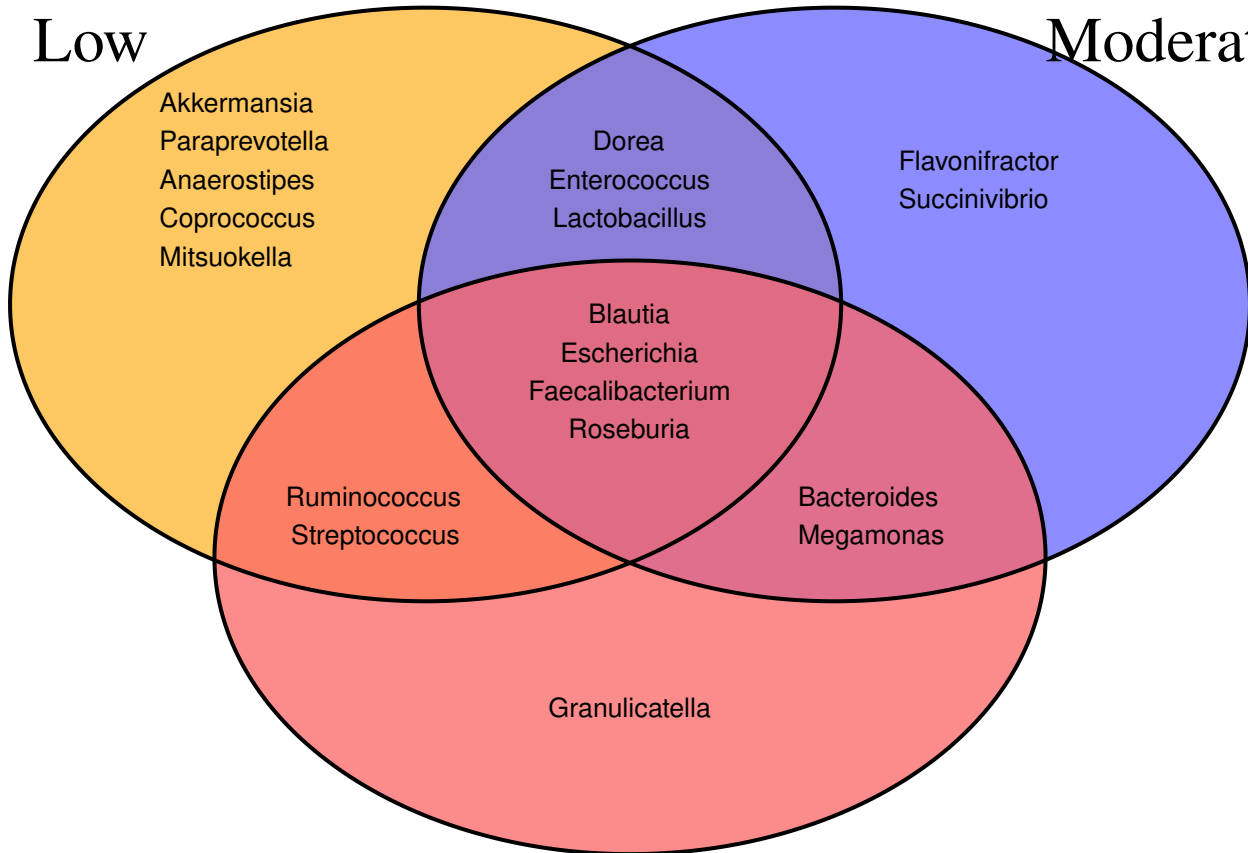 Low
Moderat
Akkermansia
Paraprevotella
Anaerostipes
Coprococcus
Mitsuokella
Dorea
Enterococcus
Lactobacillus
Flavonifractor
Succinivibrio
Blautia
Escherichia
Faecalibacterium
Roseburia
Ruminococcus
Streptococcus
Bacteroides
Megamonas
Granulicatella